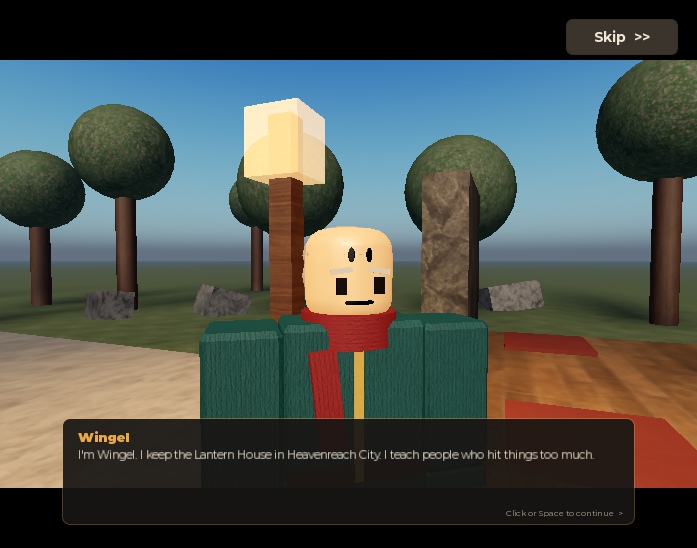 Skip >>
Wingel
I'm Wingel. I keep the Lantern House in Heavenreach City. I teach people who hit things too much.
Click or Space to continue >